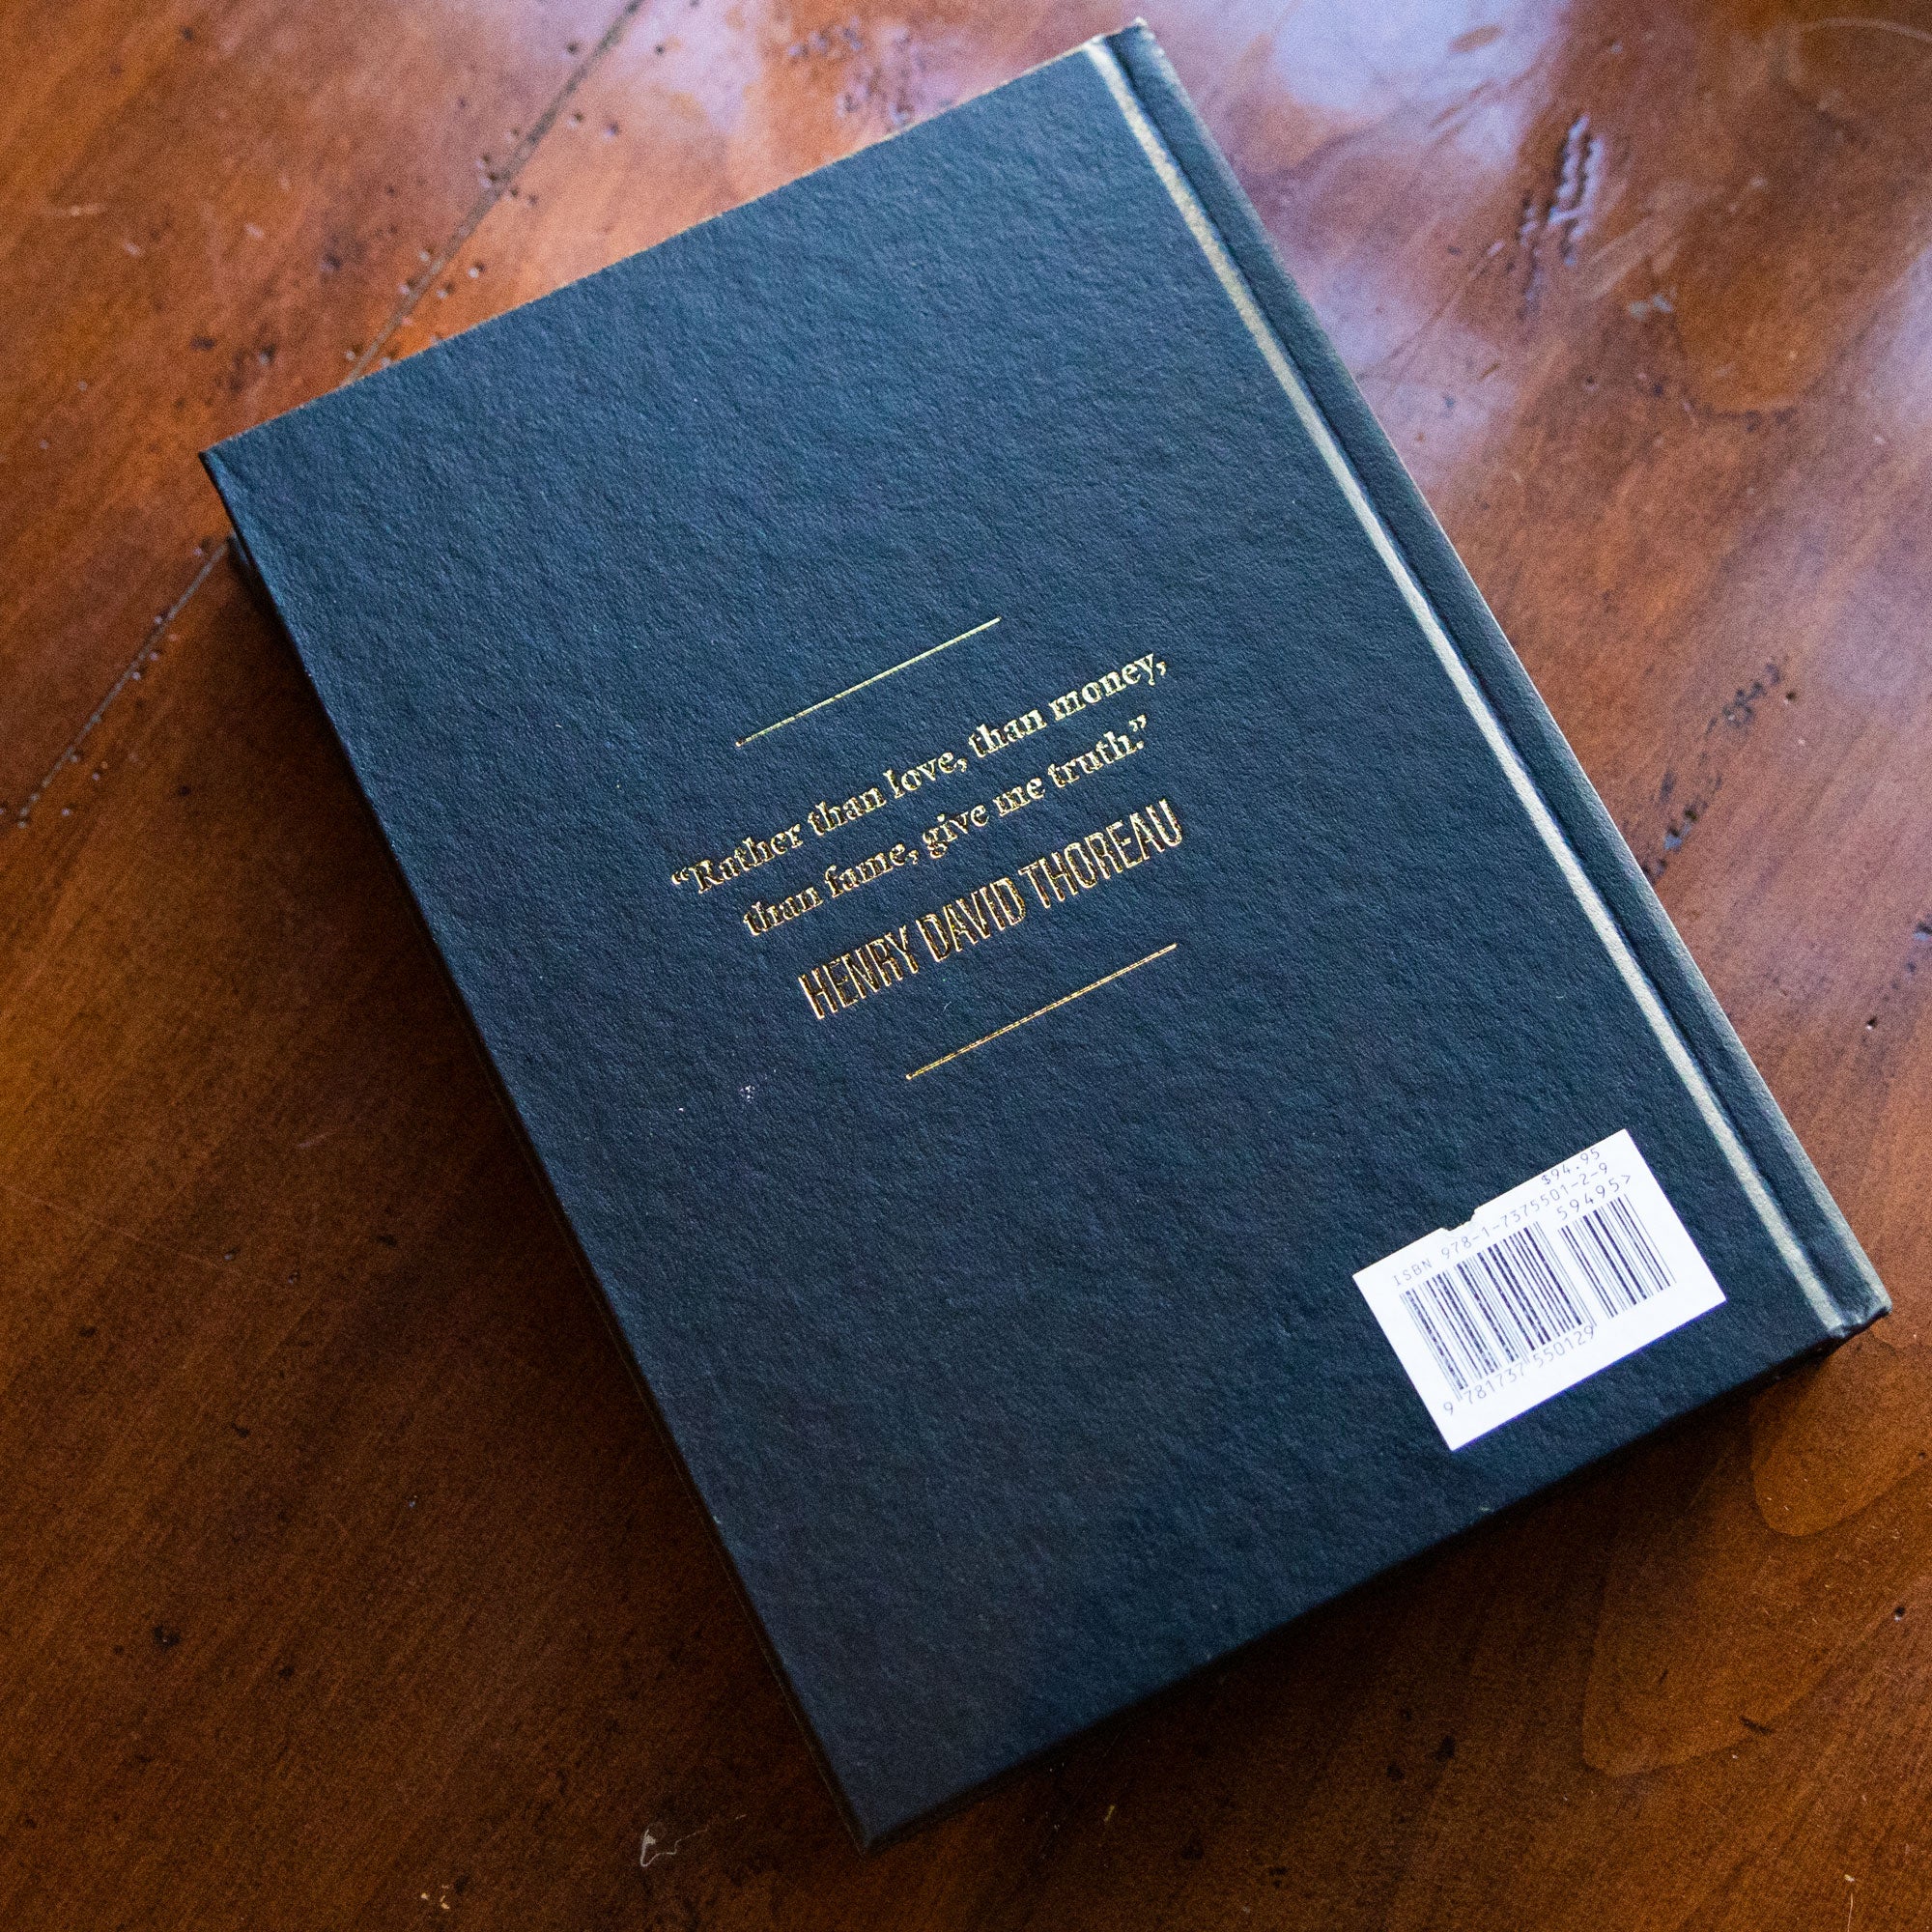 “Rather than love, than money,
than fame, give me truth.”
HENRY DAVID THOREAU
$94.95
ISBN 978-1-7375501-2-9
59495>
9 781737 550129